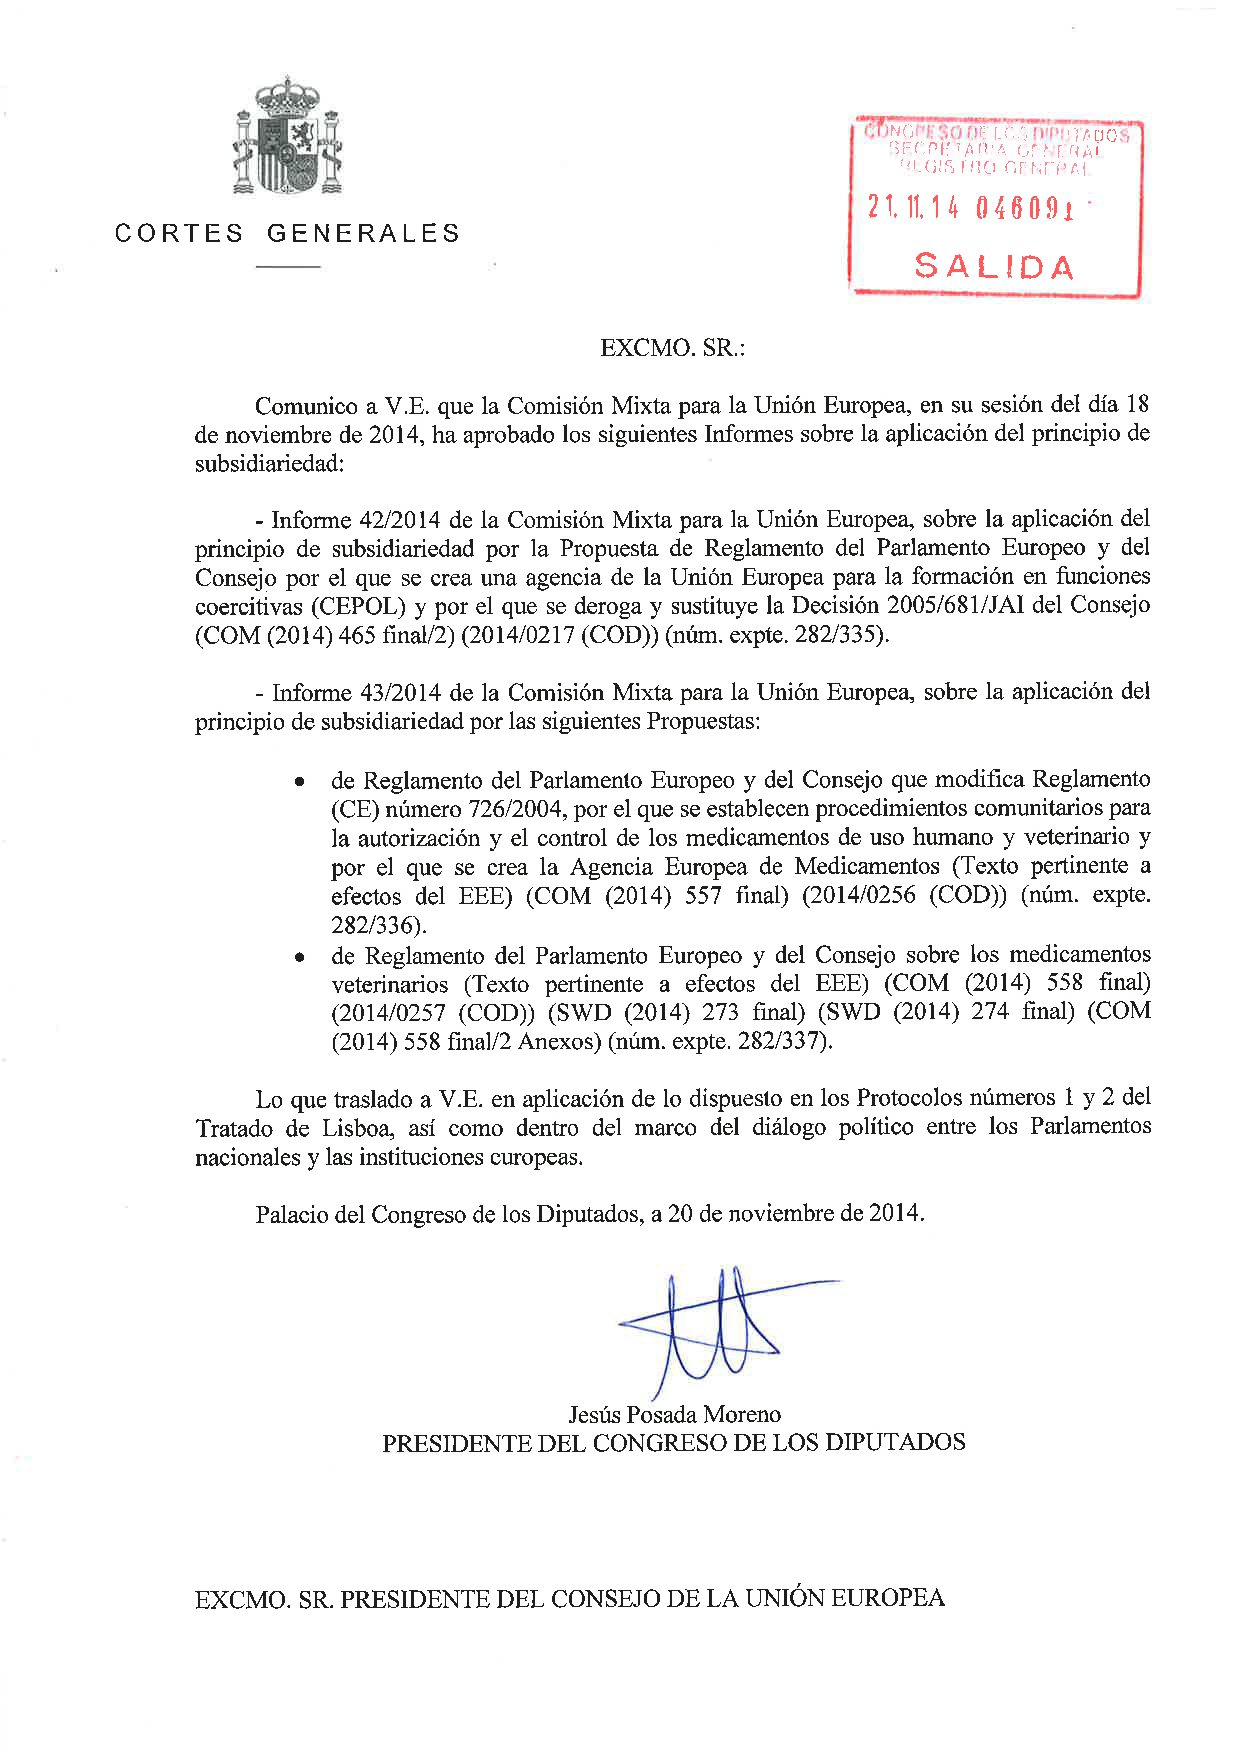 CORTES GENERALES
CONGRESO DE LOS DIPUTADOS
SECRETARIA GENERAL
REGISTRO GENERAL
21.11.14 046091
SALIDA
EXCMO. SR.:
Comunico a V.E. que la Comisión Mixta para la Unión Europea, en su sesión del día 18
de noviembre de 2014, ha aprobado los siguientes Informes sobre la aplicación del principio de
subsidiariedad:
- Informe 42/2014 de la Comisión Mixta para la Unión Europea, sobre la aplicación del
principio de subsidiariedad por la Propuesta de Reglamento del Parlamento Europeo y del
Consejo por el que se crea una agencia de la Unión Europea para la formación en funciones
coercitivas (CEPOL) y por el que se deroga y sustituye la Decisión 2005/681/JAI del Consejo
(COM (2014) 465 final/2) (2014/0217 (COD)) (núm. expte. 282/335).
- Informe 43/2014 de la Comisión Mixta para la Unión Europea, sobre la aplicación del
principio de subsidiariedad por las siguientes Propuestas:
• de Reglamento del Parlamento Europeo y del Consejo que modifica Reglamento
(CE) número 726/2004, por el que se establecen procedimientos comunitarios para
la autorización y el control de los medicamentos de uso humano y veterinario y
por el que se crea la Agencia Europea de Medicamentos (Texto pertinente a
efectos del EEE) (COM (2014) 557 final) (2014/0256 (COD)) (núm. expte.
282/336).
• de Reglamento del Parlamento Europeo y del Consejo sobre los medicamentos
veterinarios (Texto pertinente a efectos del EEE) (COM (2014) 558 final)
(2014/0257 (COD)) (SWD (2014) 273 final) (SWD (2014) 274 final) (COM
(2014) 558 final/2 Anexos) (núm. expte. 282/337).
Lo que traslado a V.E. en aplicación de lo dispuesto en los Protocolos números 1 y 2 del
Tratado de Lisboa, así como dentro del marco del diálogo político entre los Parlamentos
nacionales y las instituciones europeas.
Palacio del Congreso de los Diputados, a 20 de noviembre de 2014.
Jesús Posada Moreno
PRESIDENTE DEL CONGRESO DE LOS DIPUTADOS
EXCMO. SR. PRESIDENTE DEL CONSEJO DE LA UNIÓN EUROPEA